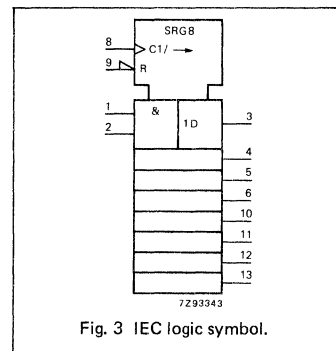 SRG8
8 C1/ →
9 R
1 &
2 1D 3
4
5
6
10
11
12
13
7Z93343
Fig. 3 IEC logic symbol.